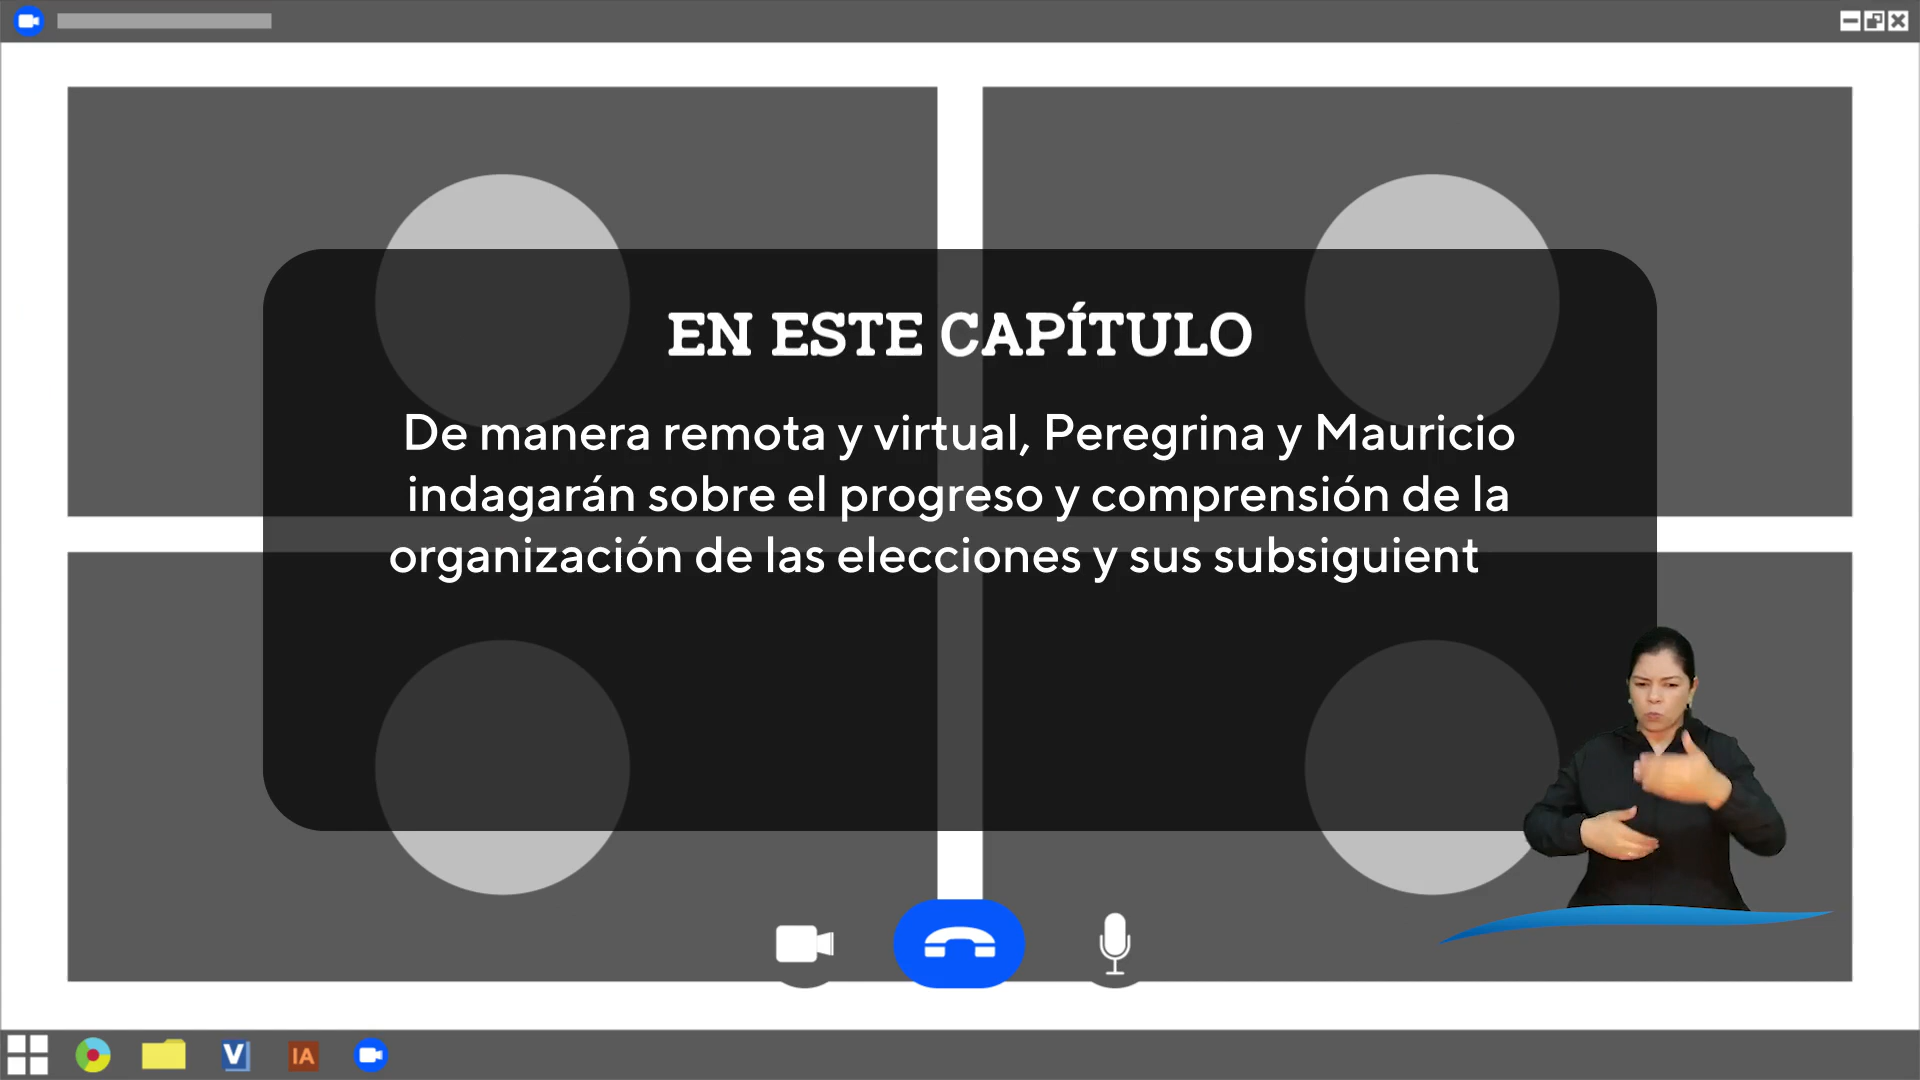 EN ESTE CAPÍTULO
De manera remota y virtual, Peregrina y Mauricio
indagarán sobre el progreso y comprensión de la
organización de las elecciones y sus subsiguient
V
IA